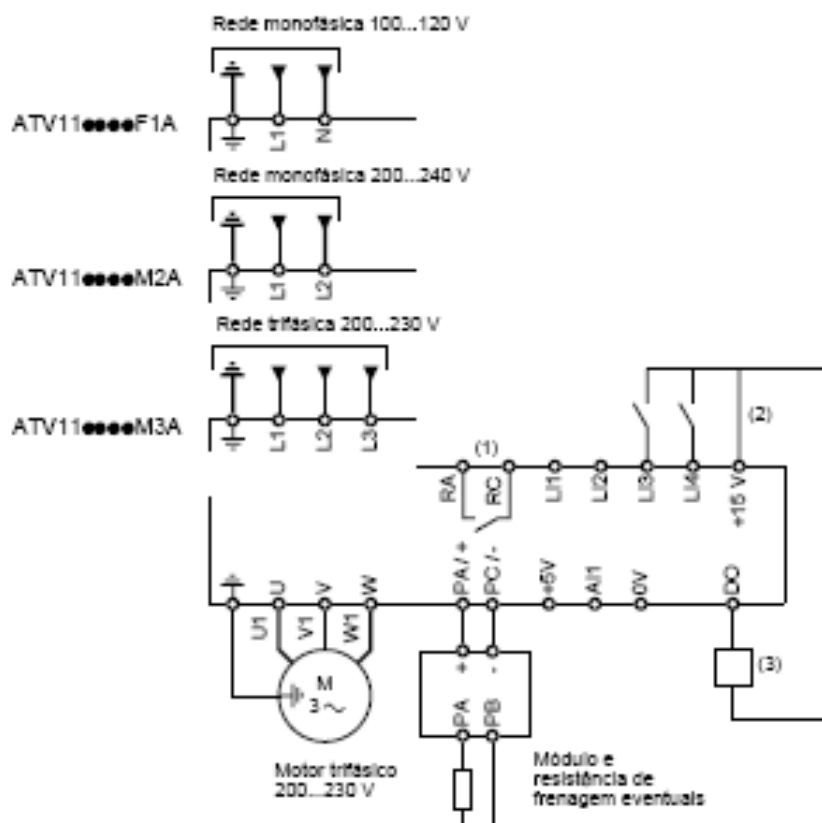 Rede monofásica 100...120 V
ATV11●●●●F1A
L1
N
Rede monofásica 200...240 V
ATV11●●●●M2A
L1
L2
Rede trifásica 200...230 V
ATV11●●●●M3A
L1
L2
L3
(1)
(2)
RA
RC
LI1
LI2
LI3
LI4
+15 V
U
V
W
PA / +
PC / -
+5V
AI1
0V
DO
U1
V1
W1
M
3 ~
+
-
PA
PB
(3)
Motor trifásico
200...230 V
Módulo e
resistência de
frenagem eventuais